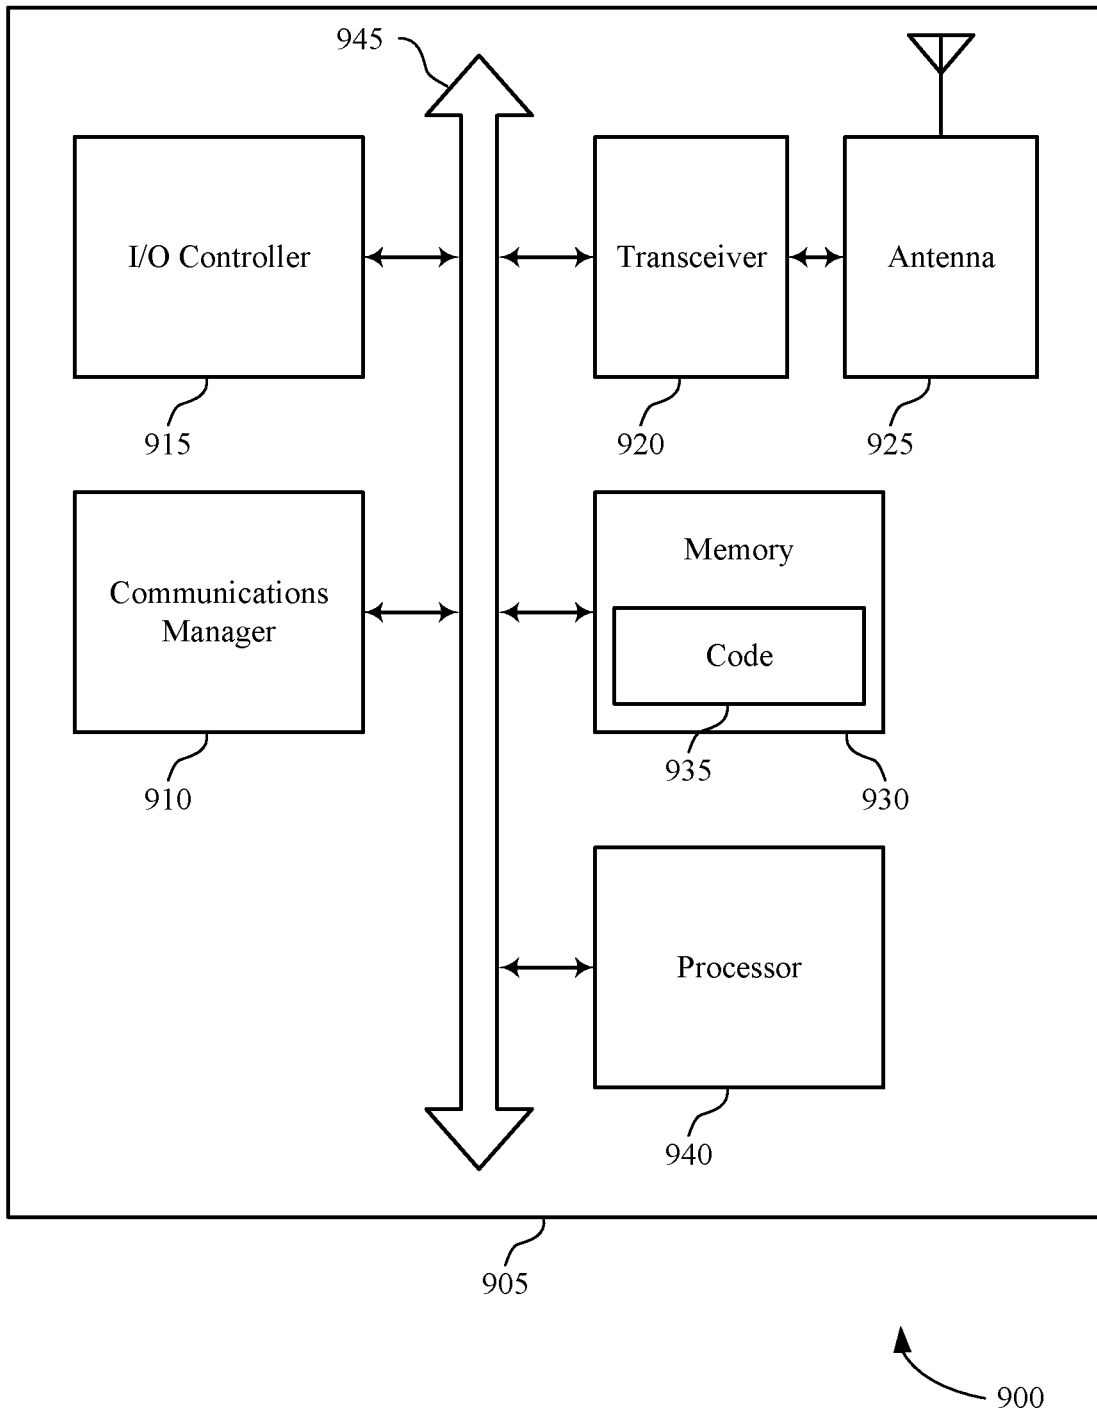 945
I/O Controller
Transceiver
Antenna
915
920
925
Communications
Manager
Memory
Code
935
910
930
Processor
940
905
900